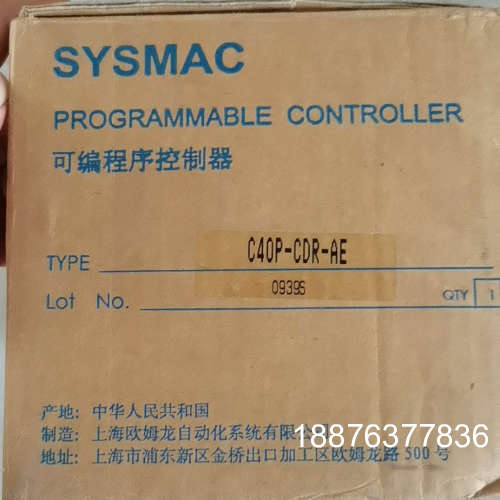 SYSMAC
PROGRAMMABLE CONTROLLER
可编程序控制器
TYPE C40P-CDR-AE
Lot No. 09395 QTY 1
产地: 中华人民共和国
制造: 上海欧姆龙自动化系统有限公司
地址: 上海市浦东新区金桥出口加工区欧姆龙路 500 号
18876377836